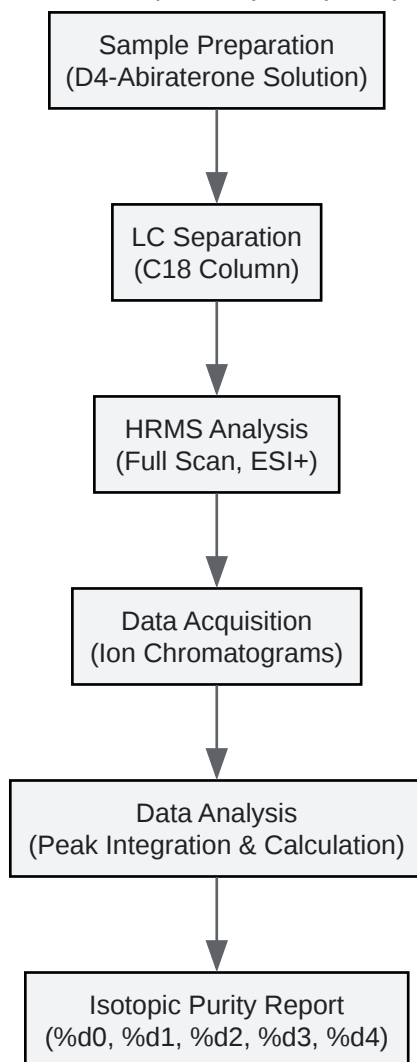 Sample Preparation
(D4-Abiraterone Solution)
LC Separation
(C18 Column)
HRMS Analysis
(Full Scan, ESI+)
Data Acquisition
(Ion Chromatograms)
Data Analysis
(Peak Integration & Calculation)
Isotopic Purity Report
(%d0, %d1, %d2, %d3, %d4)